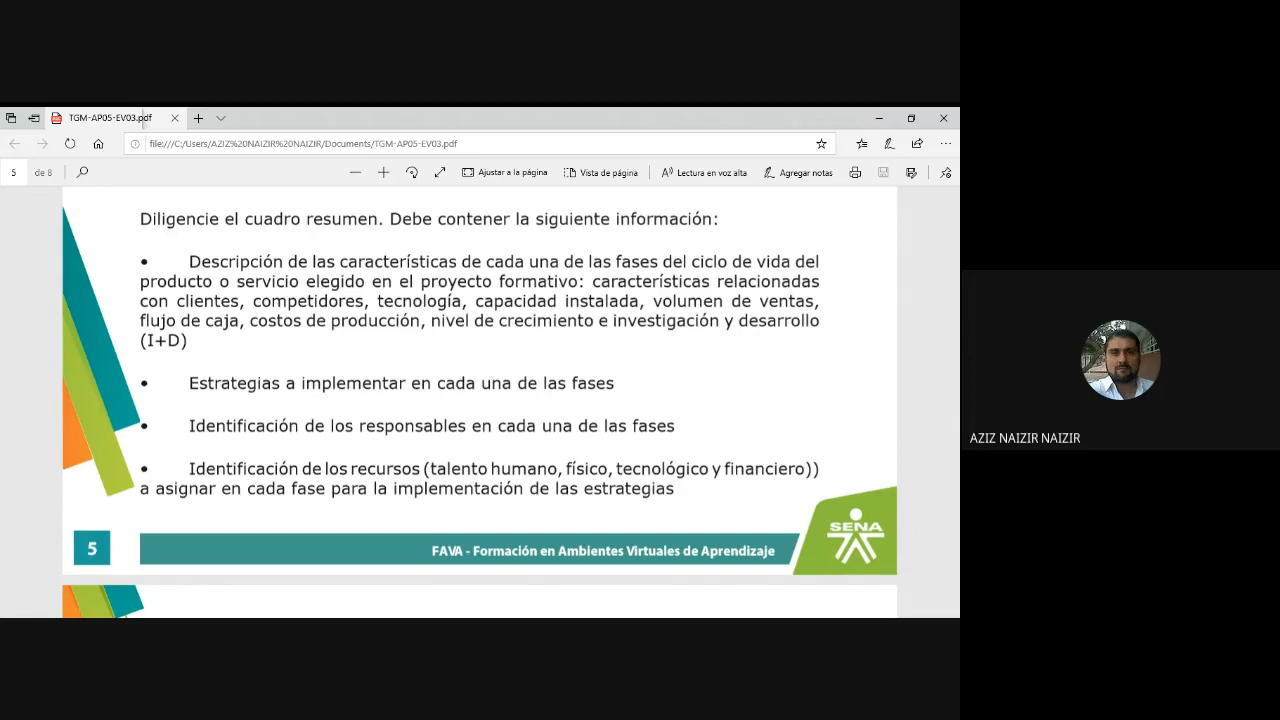 TGM-AP05-EV03.pdf
file:///C:/Users/AZIZ%20NAIZIR%20NAIZIR/Documents/TGM-AP05-EV03.pdf
5 de 8 Ajustar a la página Vista de página Lectura en voz alta Agregar notas
Diligencie el cuadro resumen. Debe contener la siguiente información:
• Descripción de las características de cada una de las fases del ciclo de vida del
producto o servicio elegido en el proyecto formativo: características relacionadas
con clientes, competidores, tecnología, capacidad instalada, volumen de ventas,
flujo de caja, costos de producción, nivel de crecimiento e investigación y desarrollo
(I+D)
• Estrategias a implementar en cada una de las fases
• Identificación de los responsables en cada una de las fases
• Identificación de los recursos (talento humano, físico, tecnológico y financiero))
a asignar en cada fase para la implementación de las estrategias
5
FAVA - Formación en Ambientes Virtuales de Aprendizaje
SENA
AZIZ NAIZIR NAIZIR